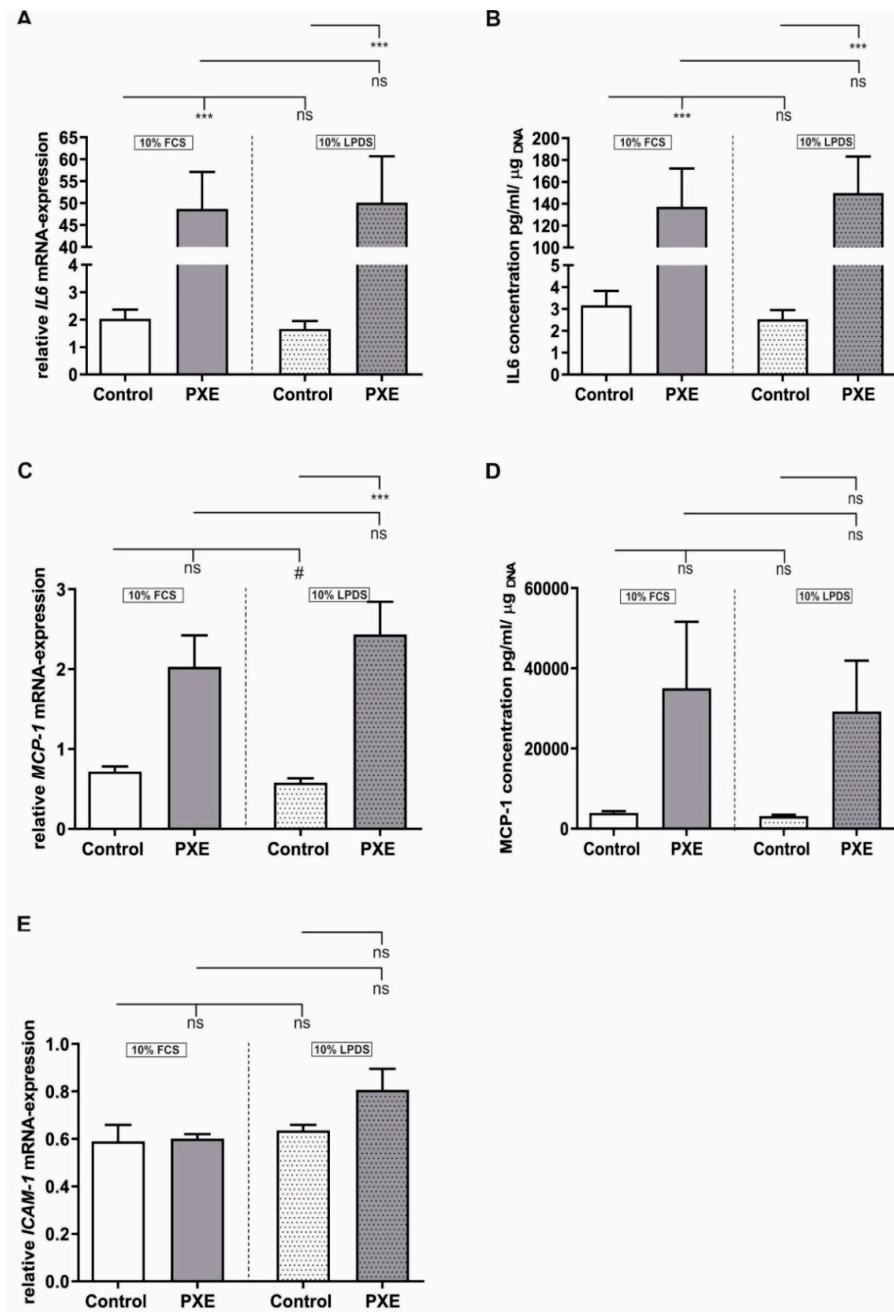 A
***
ns
***
ns
10% FCS
10% LPDS
relative IL6 mRNA-expression
65
60
55
50
45
40
4
3
2
1
0
Control
PXE
Control
PXE
B
***
ns
***
ns
10% FCS
10% LPDS
IL6 concentration pg/ml/ μg DNA
200
180
160
140
120
100
5
4
3
2
1
0
Control
PXE
Control
PXE
C
***
ns
ns
#
10% FCS
10% LPDS
relative MCP-1 mRNA-expression
3
2
1
0
Control
PXE
Control
PXE
D
ns
ns
ns
ns
10% FCS
10% LPDS
MCP-1 concentration pg/ml/ μg DNA
60000
40000
20000
0
Control
PXE
Control
PXE
E
ns
ns
ns
ns
10% FCS
10% LPDS
relative ICAM-1 mRNA-expression
1.0
0.8
0.6
0.4
0.2
0.0
Control
PXE
Control
PXE